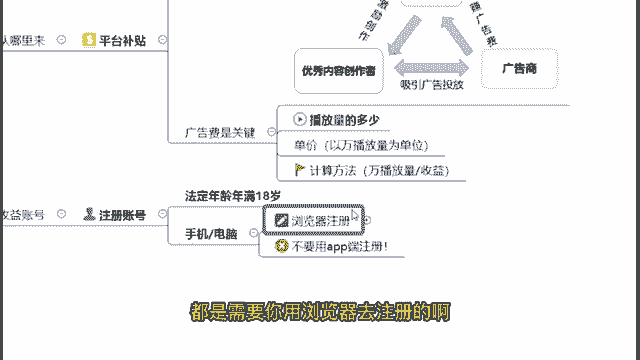 激励创作
广告费
优秀内容创作者
广告商
吸引广告投放
从哪里来
平台补贴
广告费是关键
播放量的多少
单价（以万播放量为单位）
计算方法（万播放量/收益）
收益账号
注册账号
法定年龄年满18岁
手机/电脑
浏览器注册
不要用app端注册！
都是需要你用浏览器去注册的啊